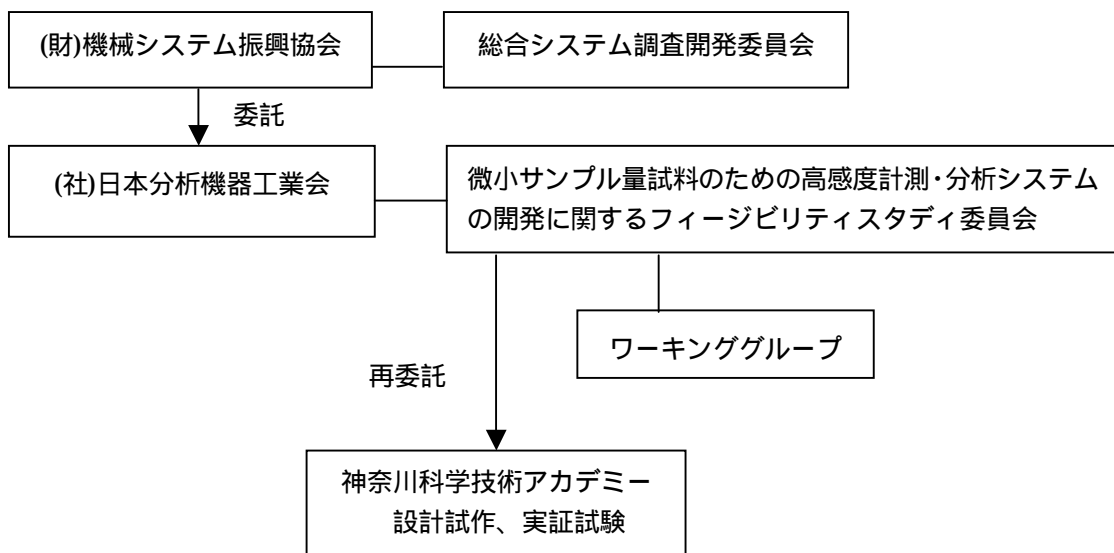 (財)機械システム振興協会
総合システム調査開発委員会
委託
(社)日本分析機器工業会
微小サンプル量試料のための高感度計測･分析システム
の開発に関するフィージビリティスタディ委員会
ワーキンググループ
再委託
神奈川科学技術アカデミー
設計試作、実証試験